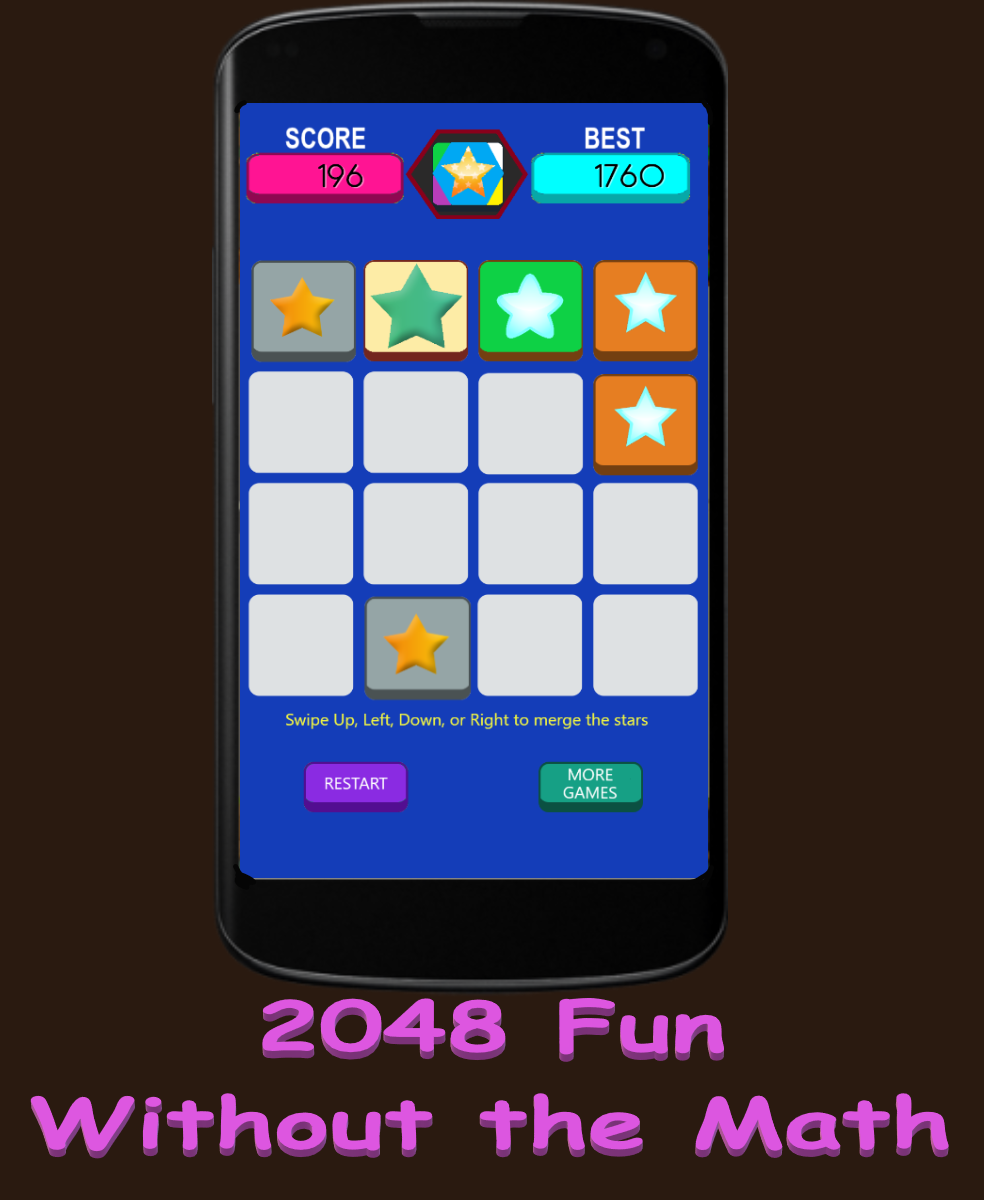 SCORE
BEST
196
1760
Swipe Up, Left, Down, or Right to merge the stars
RESTART
MORE
GAMES
2048 Fun
Without the Math